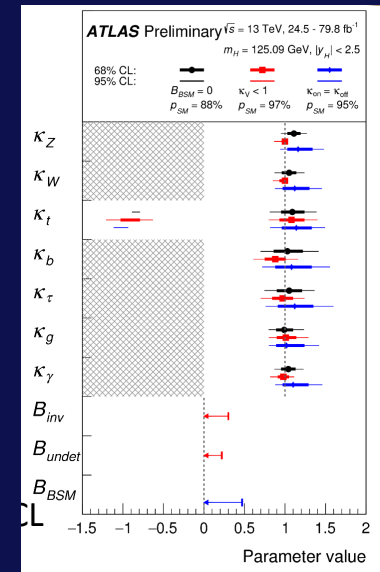 ATLAS Preliminary √s = 13 TeV, 24.5 - 79.8 fb⁻¹
m_H = 125.09 GeV, |y_H| < 2.5
68% CL:
95% CL:
B_BSM = 0 κ_V < 1 κ_on = κ_off
p_SM = 88% p_SM = 97% p_SM = 95%
κ_Z
κ_W
κ_t
κ_b
κ_τ
κ_g
κ_γ
B_inv
B_undet
B_BSM
CL
−1.5 −1 −0.5 0 0.5 1 1.5 2
Parameter value